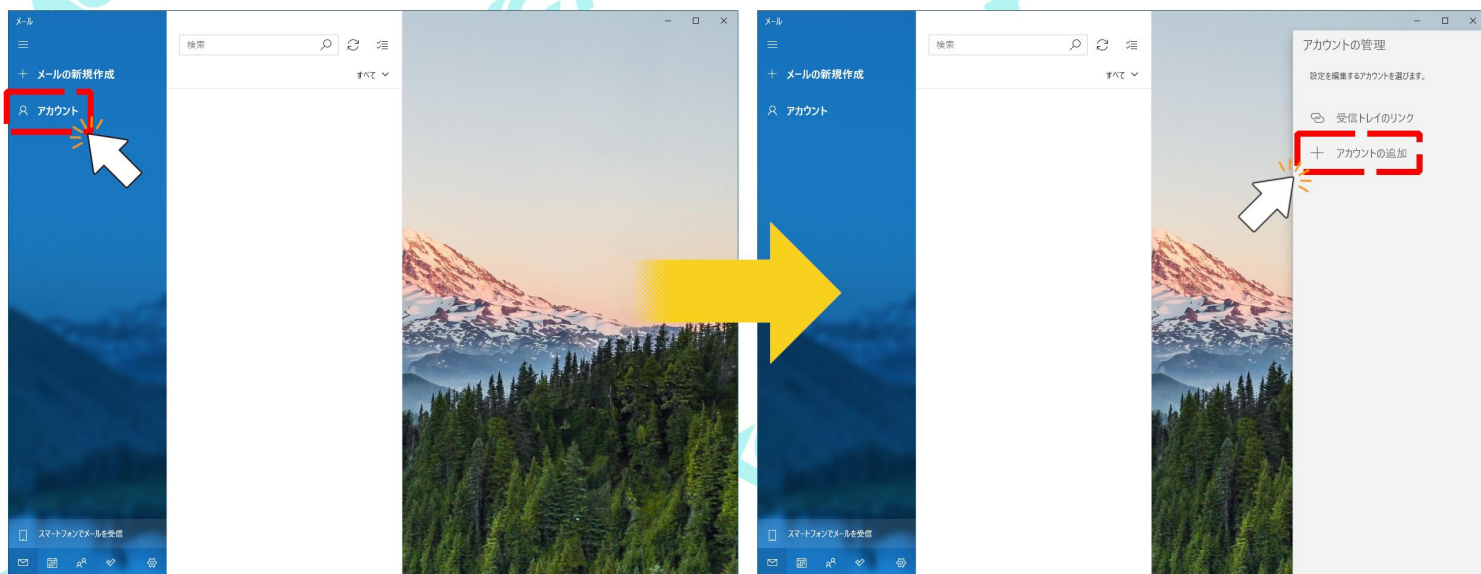 メール
検索
メールの新規作成
すべて
アカウント
スマートフォンでメールを受信
メール
アカウントの管理
検索
メールの新規作成
すべて
設定を編集するアカウントを選びます。
アカウント
受信トレイのリンク
アカウントの追加
スマートフォンでメールを受信